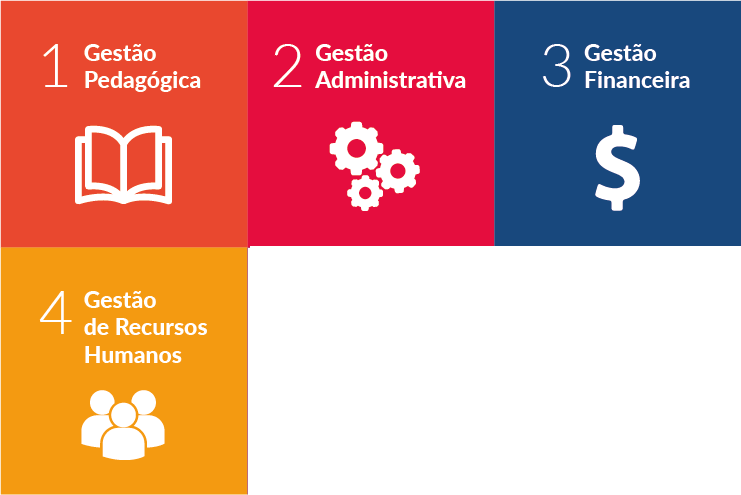 1 Gestão
Pedagógica
2 Gestão
Administrativa
3 Gestão
Financeira
$
4 Gestão
de Recursos
Humanos